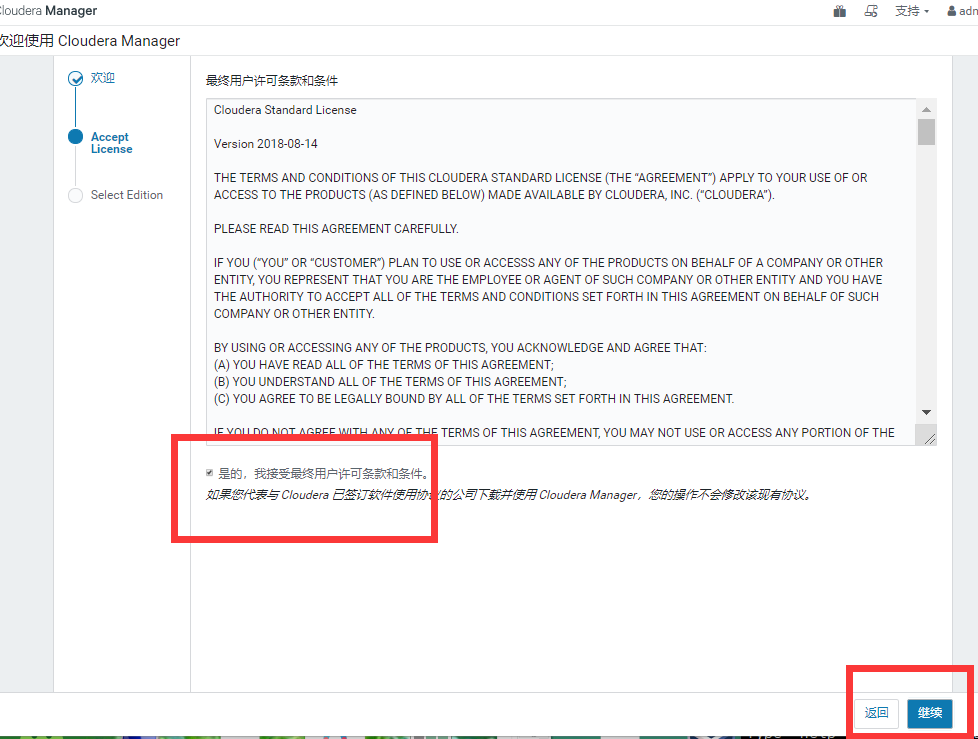 Cloudera Manager
支持
欢迎使用 Cloudera Manager
欢迎
Accept
License
Select Edition
最终用户许可条款和条件
Cloudera Standard License
Version 2018-08-14
THE TERMS AND CONDITIONS OF THIS CLOUDERA STANDARD LICENSE (THE “AGREEMENT”) APPLY TO YOUR USE OF OR
ACCESS TO THE PRODUCTS (AS DEFINED BELOW) MADE AVAILABLE BY CLOUDERA, INC. (“CLOUDERA”).
PLEASE READ THIS AGREEMENT CAREFULLY.
IF YOU (“YOU” OR “CUSTOMER”) PLAN TO USE OR ACCESSS ANY OF THE PRODUCTS ON BEHALF OF A COMPANY OR OTHER
ENTITY, YOU REPRESENT THAT YOU ARE THE EMPLOYEE OR AGENT OF SUCH COMPANY OR OTHER ENTITY AND YOU HAVE
THE AUTHORITY TO ACCEPT ALL OF THE TERMS AND CONDITIONS SET FORTH IN THIS AGREEMENT ON BEHALF OF SUCH
COMPANY OR OTHER ENTITY.
BY USING OR ACCESSING ANY OF THE PRODUCTS, YOU ACKNOWLEDGE AND AGREE THAT:
(A) YOU HAVE READ ALL OF THE TERMS OF THIS AGREEMENT;
(B) YOU UNDERSTAND ALL OF THE TERMS OF THIS AGREEMENT;
(C) YOU AGREE TO BE LEGALLY BOUND BY ALL OF THE TERMS SET FORTH IN THIS AGREEMENT.
IF YOU DO NOT AGREE WITH ANY OF THE TERMS OF THIS AGREEMENT, YOU MAY NOT USE OR ACCESS ANY PORTION OF THE
是的，我接受最终用户许可条款和条件。
如果您代表与 Cloudera 已签订软件使用协议的公司下载并使用 Cloudera Manager，您的操作不会修改该现有协议。
返回 继续